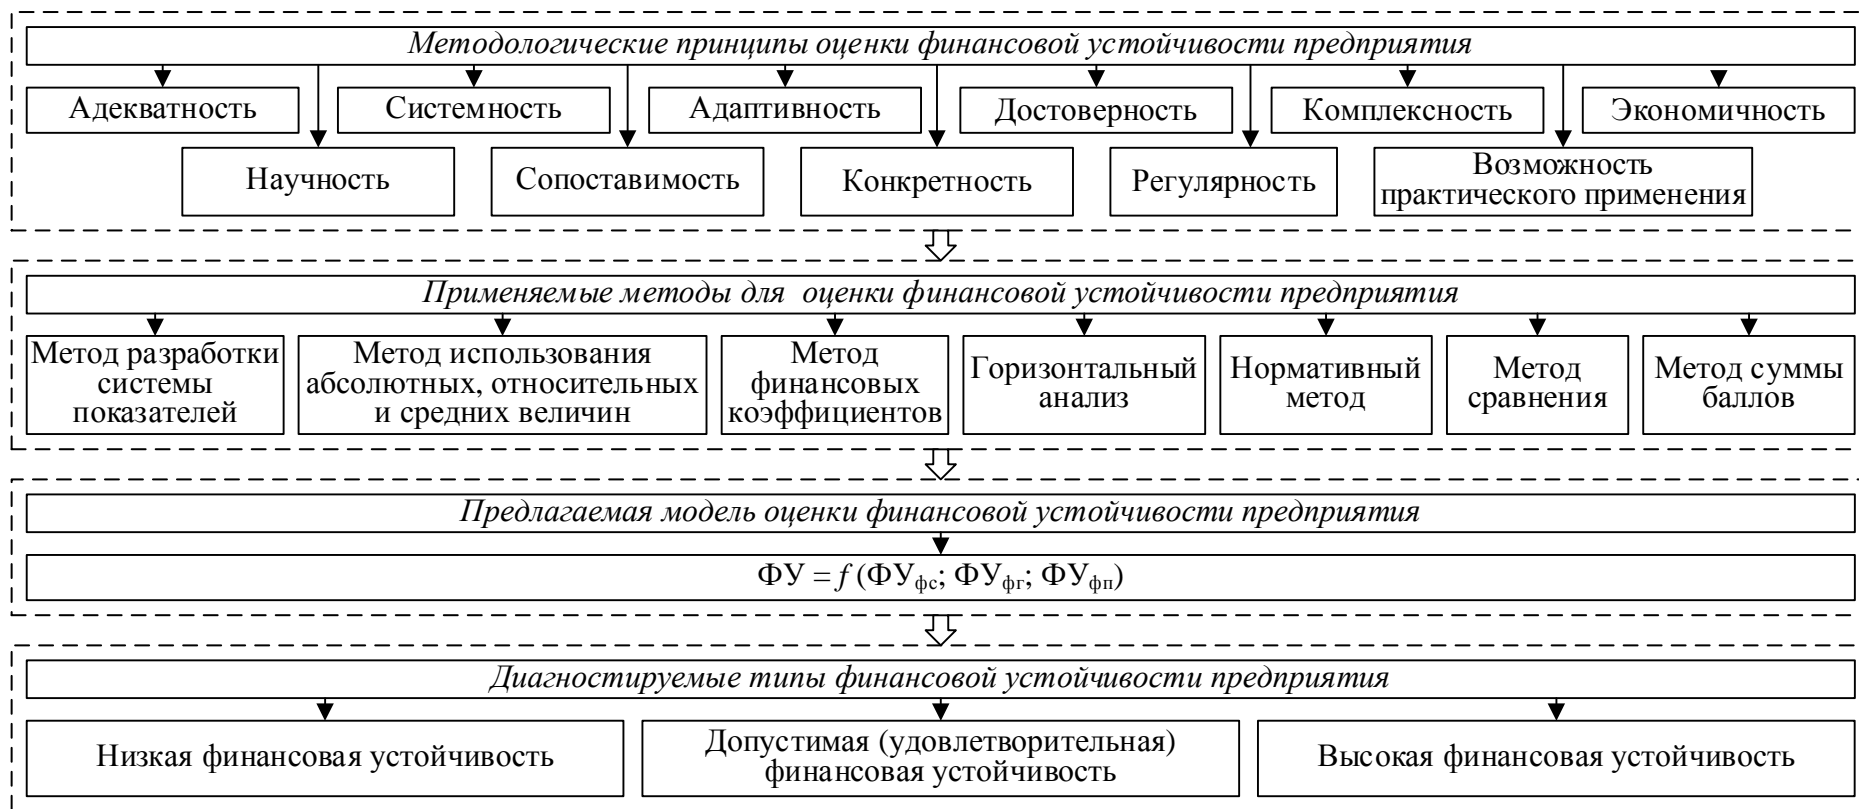 Методологические принципы оценки финансовой устойчивости предприятия
Адекватность
Системность
Адаптивность
Достоверность
Комплексность
Экономичность
Научность
Сопоставимость
Конкретность
Регулярность
Возможность
практического применения
Применяемые методы для оценки финансовой устойчивости предприятия
Метод разработки
системы
показателей
Метод использования
абсолютных, относительных
и средних величин
Метод
финансовых
коэффициентов
Горизонтальный
анализ
Нормативный
метод
Метод
сравнения
Метод суммы
баллов
Предлагаемая модель оценки финансовой устойчивости предприятия
ФУ = f (ФУфс; ФУфг; ФУфп)
Диагностируемые типы финансовой устойчивости предприятия
Низкая финансовая устойчивость
Допустимая (удовлетворительная)
финансовая устойчивость
Высокая финансовая устойчивость